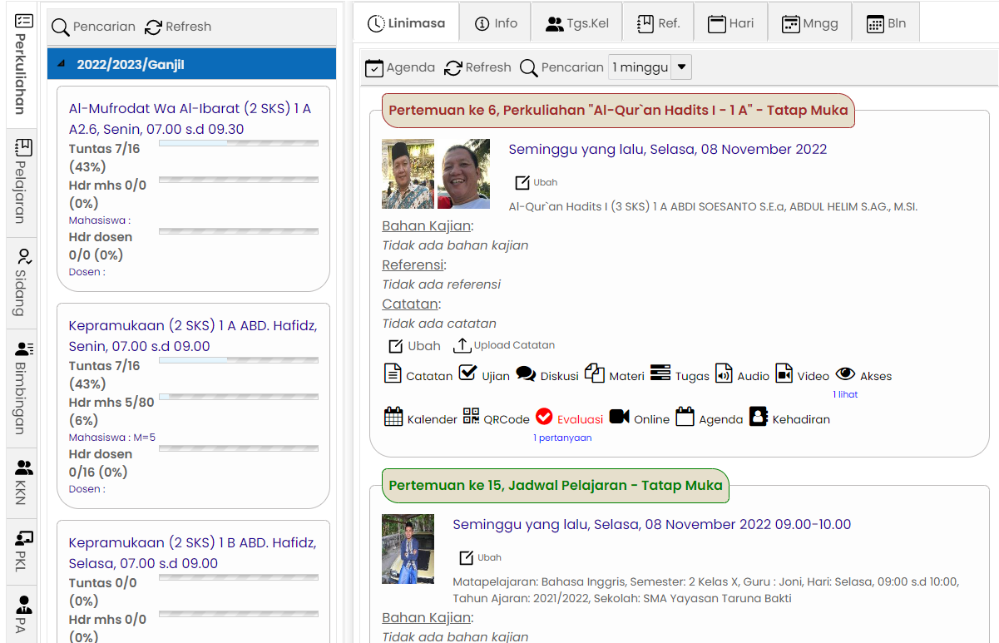 Perkuliahan
Pelajaran
Sidang
Bimbingan
KKN
PKL
PA
Pencarian Refresh
2022/2023/Ganjil
Al-Mufrodat Wa Al-Ibarat (2 SKS) 1 A
A2.6, Senin, 07.00 s.d 09.30
Tuntas 7/16
(43%)
Hdr mhs 0/0
(0%)
Mahasiswa :
Hdr dosen
0/0 (0%)
Dosen :
Kepramukaan (2 SKS) 1 A ABD. Hafidz,
Senin, 07.00 s.d 09.00
Tuntas 7/16
(43%)
Hdr mhs 5/80
(6%)
Mahasiswa : M=5
Hdr dosen
0/16 (0%)
Dosen :
Kepramukaan (2 SKS) 1 B ABD. Hafidz,
Selasa, 07.00 s.d 09.00
Tuntas 0/0
(0%)
Hdr mhs 0/0
(0%)
Linimasa Info Tgs.Kel Ref. Hari Mngg Bln
Agenda Refresh Pencarian 1 minggu
Pertemuan ke 6, Perkuliahan "Al-Qur`an Hadits I - 1 A" - Tatap Muka
Seminggu yang lalu, Selasa, 08 November 2022
Ubah
Al-Qur`an Hadits I (3 SKS) 1 A ABDI SOESANTO S.E.a, ABDUL HELIM S.AG., M.SI.
Bahan Kajian:
Tidak ada bahan kajian
Referensi:
Tidak ada referensi
Catatan:
Tidak ada catatan
Ubah Upload Catatan
Catatan Ujian Diskusi Materi Tugas Audio Video Akses
1 lihat
Kalender QRCode Evaluasi Online Agenda Kehadiran
1 pertanyaan
Pertemuan ke 15, Jadwal Pelajaran - Tatap Muka
Seminggu yang lalu, Selasa, 08 November 2022 09.00-10.00
Ubah
Matapelajaran: Bahasa Inggris, Semester: 2 Kelas X, Guru : Joni, Hari: Selasa, 09:00 s.d 10:00,
Tahun Ajaran: 2021/2022, Sekolah: SMA Yayasan Taruna Bakti
Bahan Kajian:
Tidak ada bahan kajian